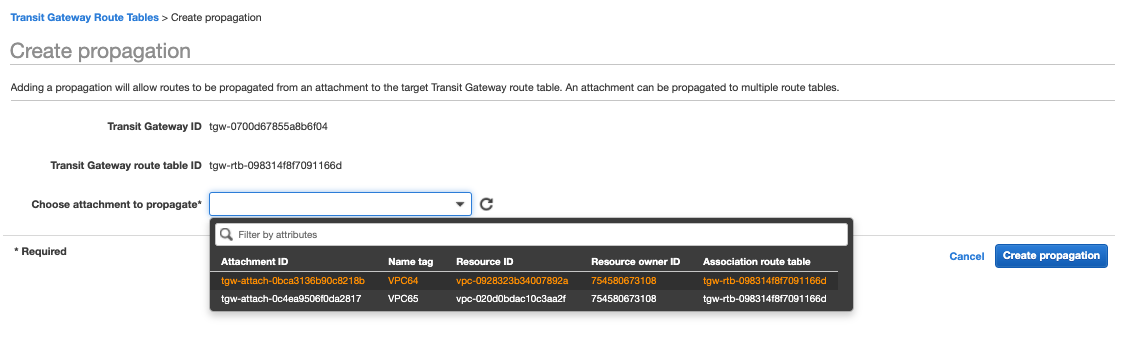 Transit Gateway Route Tables > Create propagation
Create propagation
Adding a propagation will allow routes to be propagated from an attachment to the target Transit Gateway route table. An attachment can be propagated to multiple route tables.
Transit Gateway ID tgw-0700d67855a8b6f04
Transit Gateway route table ID tgw-rtb-098314f8f7091166d
Choose attachment to propagate*
Filter by attributes
* Required
Cancel Create propagation
Attachment ID Name tag Resource ID Resource owner ID Association route table
tgw-attach-0bca3136b90c8218b VPC64 vpc-0928323b34007892a 754580673108 tgw-rtb-098314f8f7091166d
tgw-attach-0c4ea9506f0da2817 VPC65 vpc-020d0bdac10c3aa2f 754580673108 tgw-rtb-098314f8f7091166d